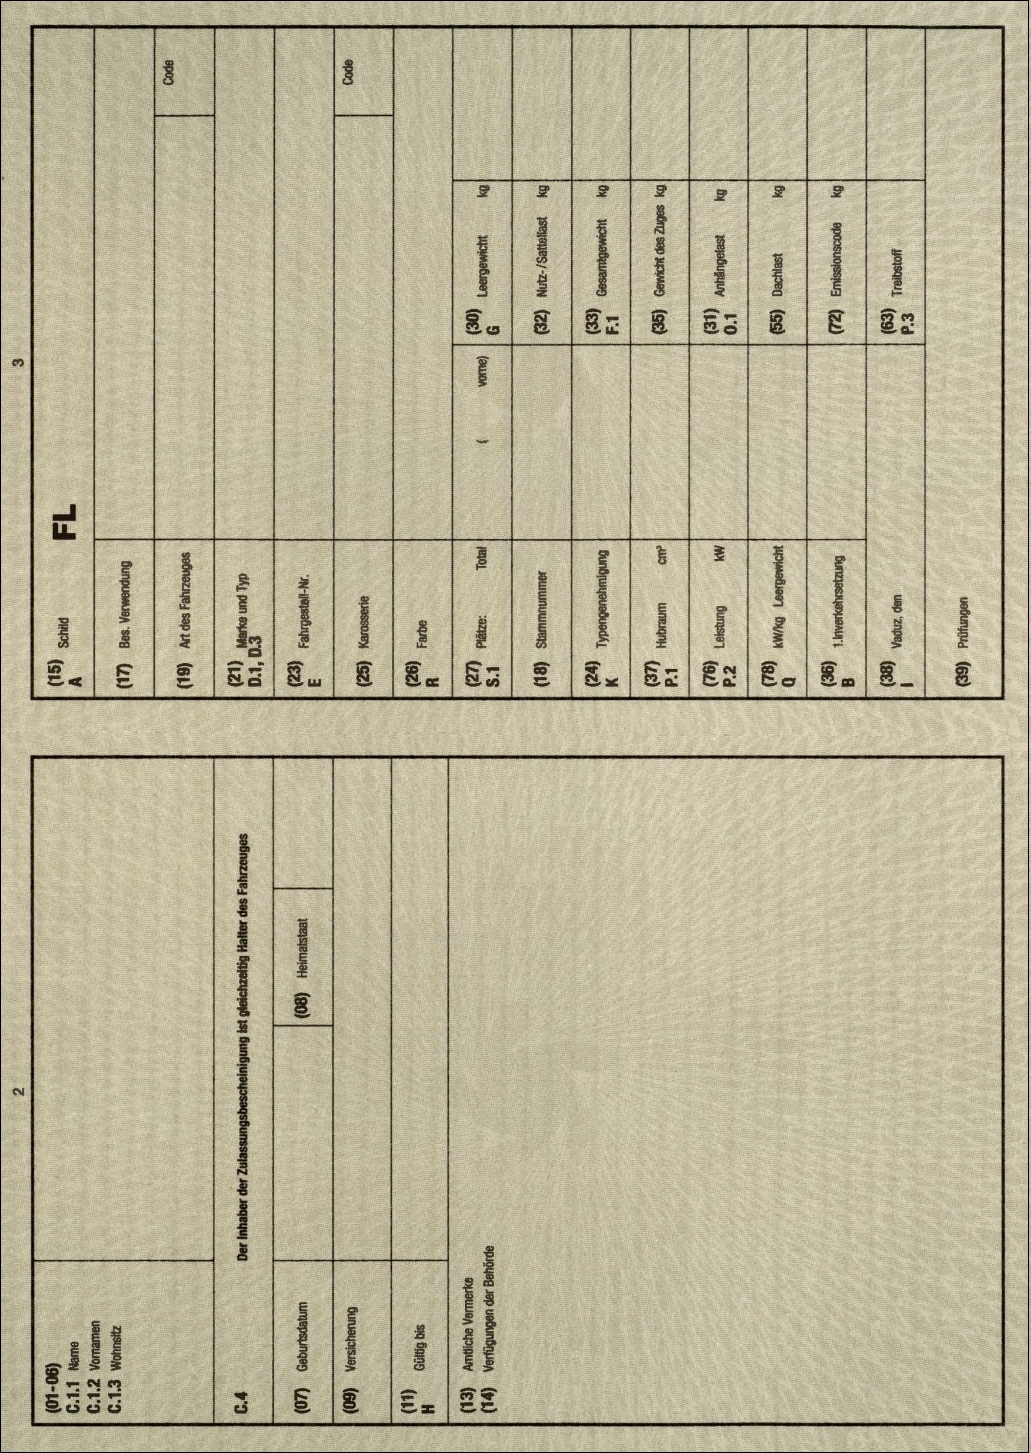 2
(01-06)
C.1.1 Name
C.1.2 Vornamen
C.1.3 Wohnsitz
C.4 Der Inhaber der Zulassungsbescheinigung ist gleichzeitig Halter des Fahrzeuges
(07) Geburtsdatum (08) Heimatstaat
(09) Versicherung
(11) Gültig bis
H
(13) Amtliche Vermerke
(14) Verfügungen der Behörde
3
(15) Schild FL
A
(17) Bes. Verwendung
(19) Art des Fahrzeuges Code
(21) Marke und Typ
D.1, D.3
(23) Fahrgestell-Nr.
E
(25) Karosserie Code
(26) Farbe
R
(27) Plätze: Total ( vorne) (30) Leergewicht kg
S.1 G
(18) Stammnummer (32) Nutz-/Sattellast kg
(24) Typengenehmigung (33) Gesamtgewicht kg
K F.1
(37) Hubraum cm³ (35) Gewicht des Zuges kg
P.1
(76) Leistung kW (31) Anhängelast kg
P.2 O.1
(78) kW/kg Leergewicht (55) Dachlast kg
Q
(36) 1.Inverkehrsetzung (72) Emissionscode kg
B
(38) Vaduz, den (63) Treibstoff
I P.3
(39) Prüfungen